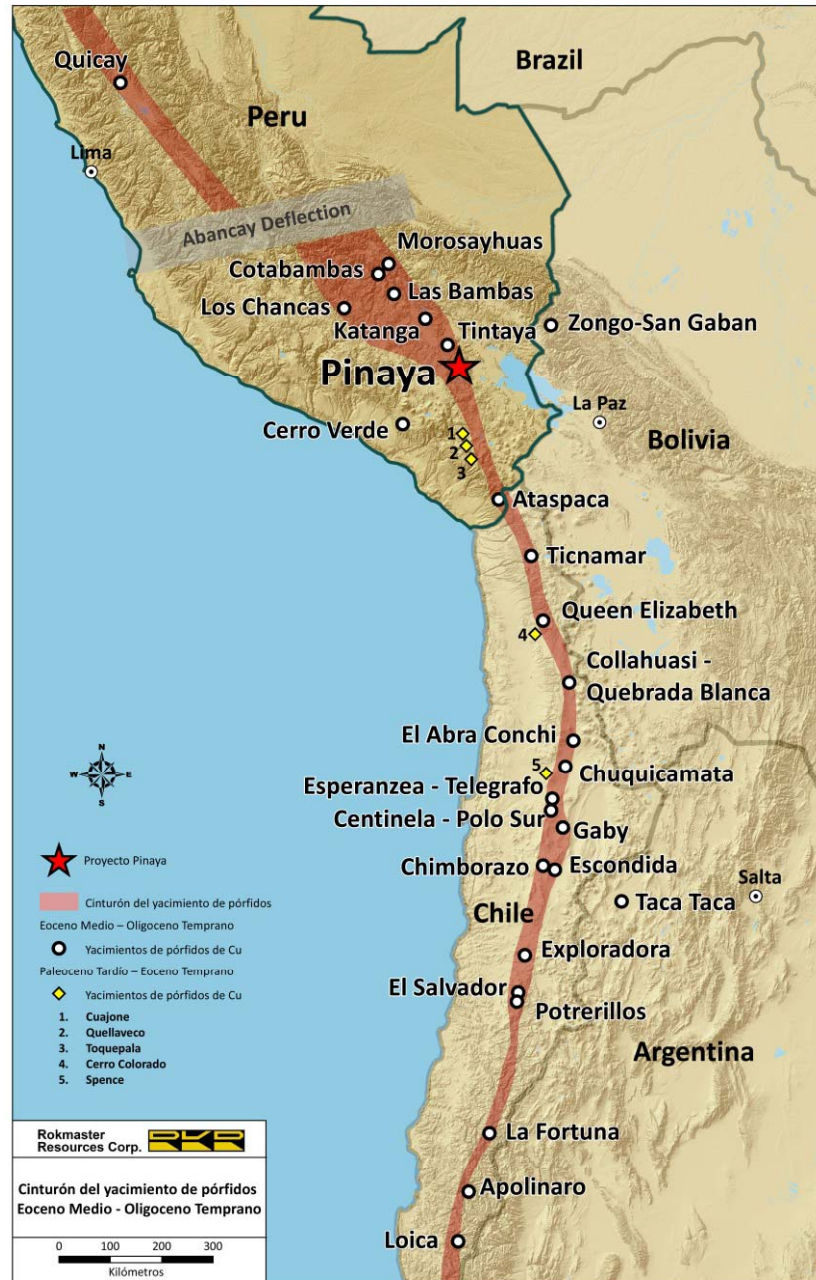 Brazil
Quicay
Peru
Lima
Abancay Deflection
Morosayhuas
Cotabambas
Las Bambas
Los Chancas
Katanga
Tintaya
Zongo-San Gaban
Pinaya
La Paz
Cerro Verde
Bolivia
1
2
3
Ataspaca
Ticnamar
Queen Elizabeth
4
Collahuasi -
Quebrada Blanca
El Abra Conchi
5
Chuquicamata
Esperanzea - Telegrafo
Centinela - Polo Sur
Gaby
Chimborazo
Escondida
Salta
Taca Taca
Chile
Exploradora
El Salvador
Potrerillos
Argentina
La Fortuna
Apolinaro
Loica
N
W
E
S
Proyecto Pinaya
Cinturón del yacimiento de pórfidos
Eoceno Medio – Oligoceno Temprano
Yacimientos de pórfidos de Cu
Paleoceno Tardío – Eoceno Temprano
Yacimientos de pórfidos de Cu
1. Cuajone
2. Quellaveco
3. Toquepala
4. Cerro Colorado
5. Spence
Rokmaster
Resources Corp.
RKR
Cinturón del yacimiento de pórfidos
Eoceno Medio - Oligoceno Temprano
0 100 200 300
Kilómetros